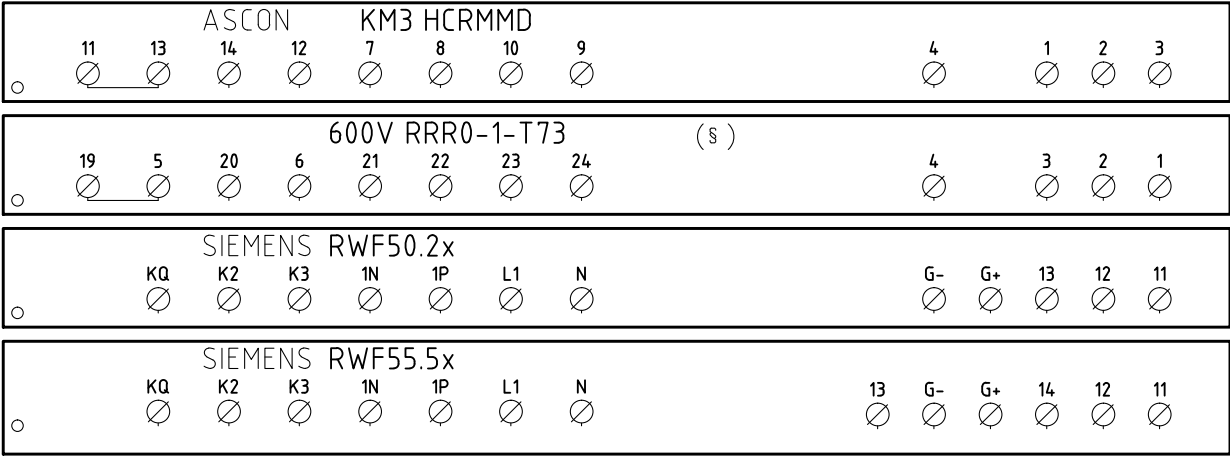 ASCON KM3 HCRMMD
11 13 14 12 7 8 10 9 4 1 2 3
600V RRR0-1-T73 (§)
19 5 20 6 21 22 23 24 4 3 2 1
SIEMENS RWF50.2x
KQ K2 K3 1N 1P L1 N G- G+ 13 12 11
SIEMENS RWF55.5x
KQ K2 K3 1N 1P L1 N 13 G- G+ 14 12 11